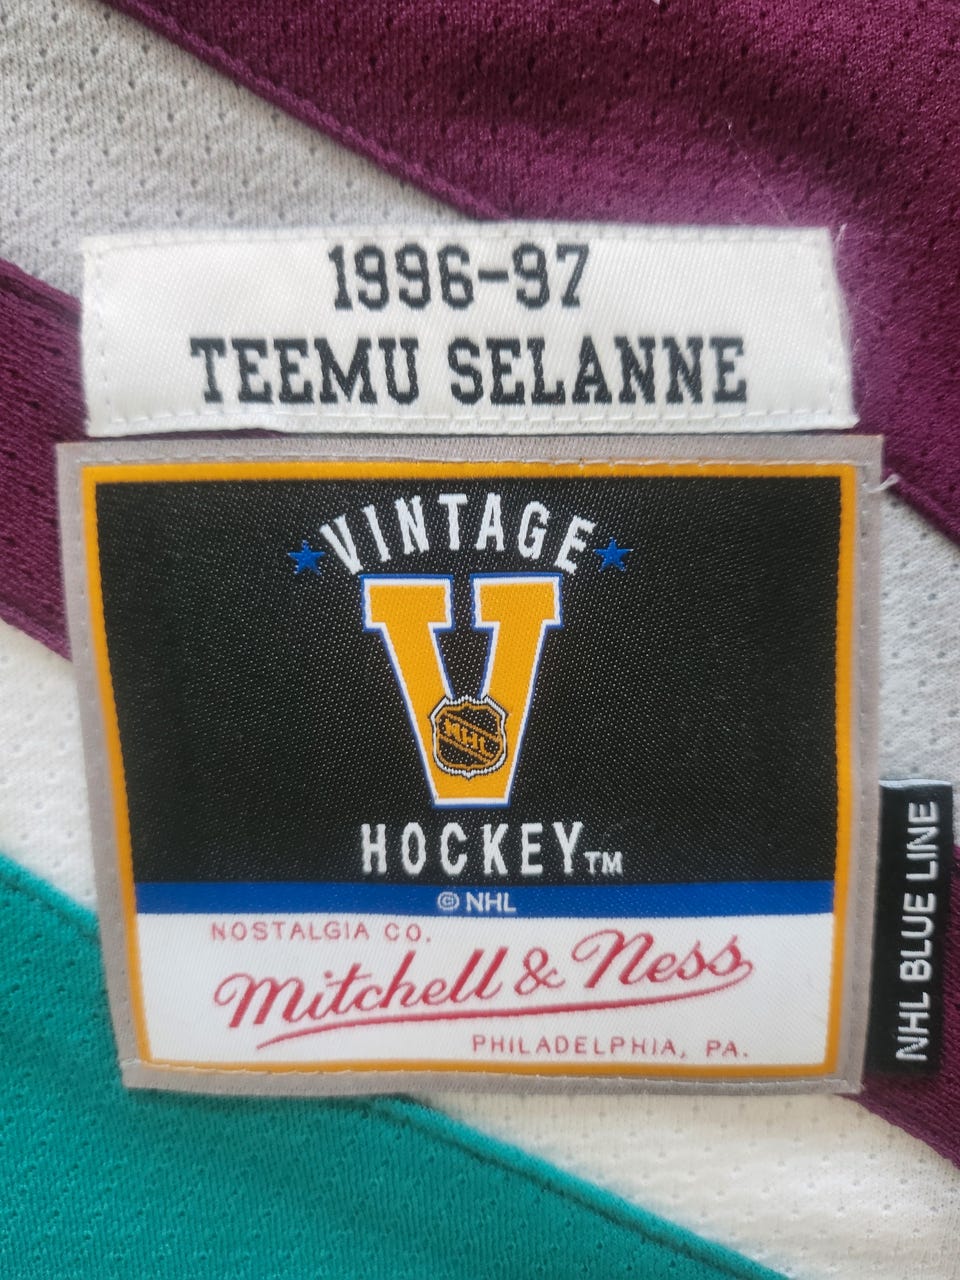 1996-97
TEEMU SELANNE
VINTAGE
V
NHL
HOCKEY™
© NHL
NOSTALGIA CO.
Mitchell & Ness
PHILADELPHIA, PA.
NHL BLUE LINE